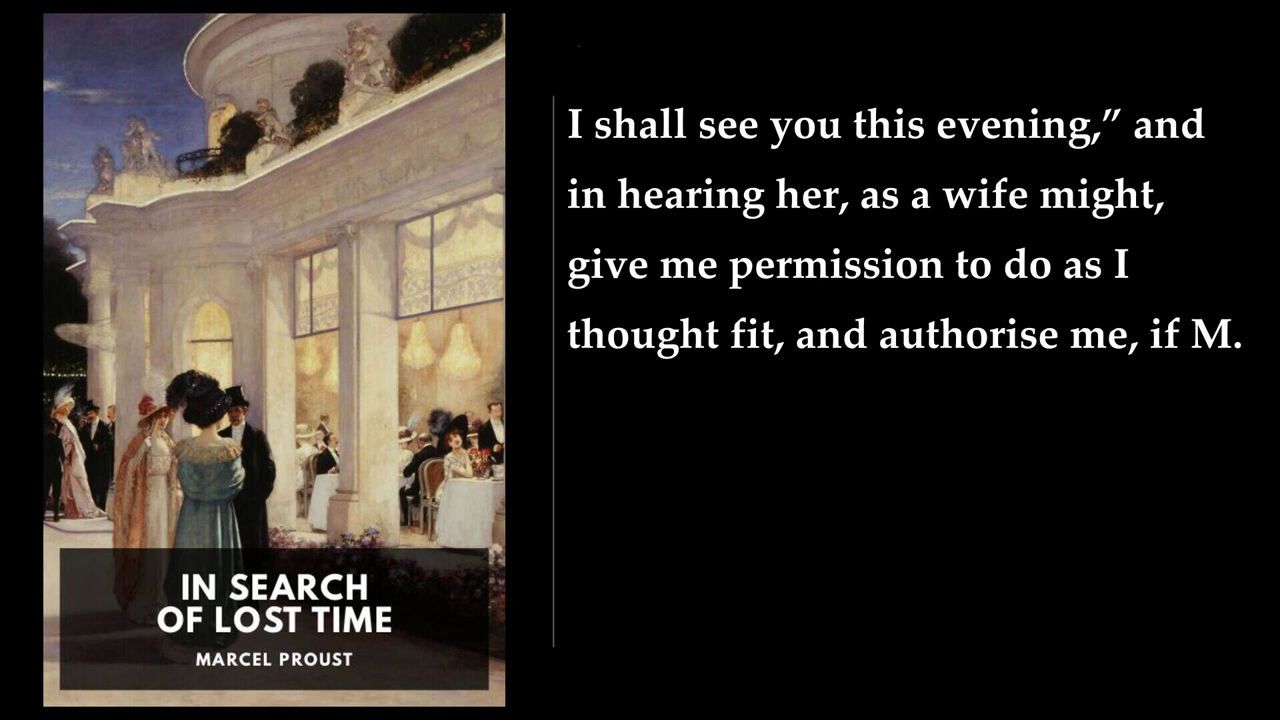 I shall see you this evening,” and
in hearing her, as a wife might,
give me permission to do as I
thought fit, and authorise me, if M.
IN SEARCH
OF LOST TIME
MARCEL PROUST